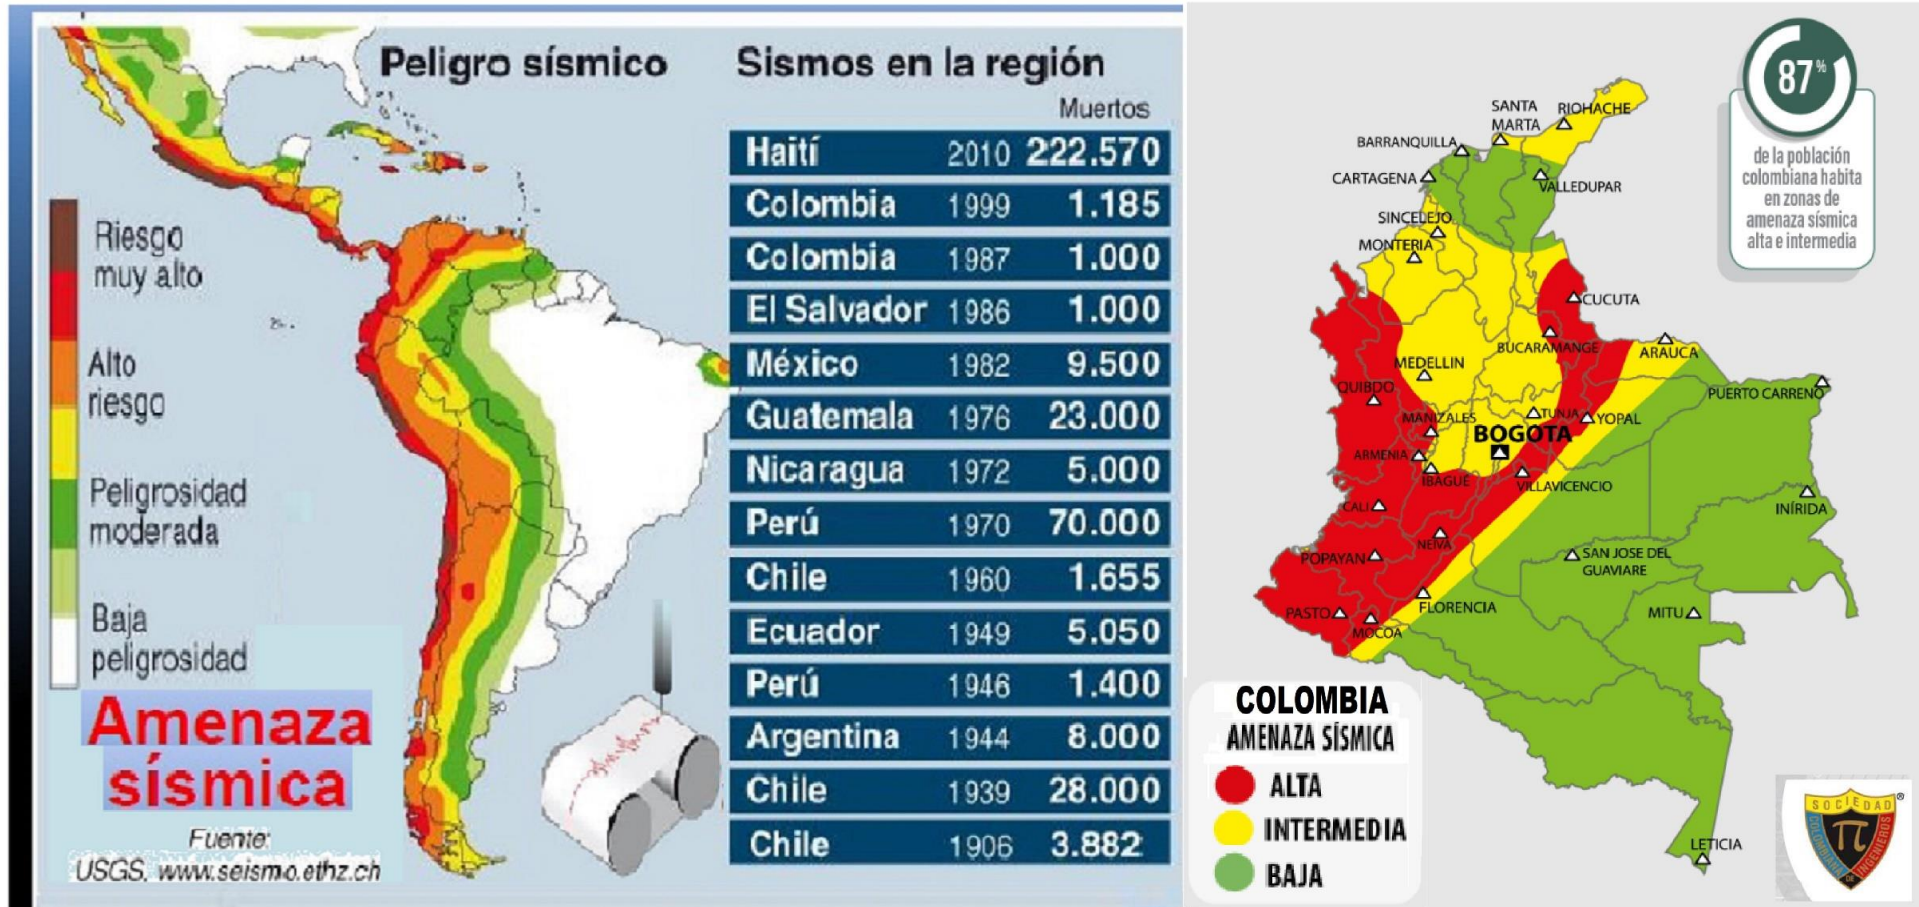 Peligro sísmico
Riesgo
muy alto
Alto
riesgo
Peligrosidad
moderada
Baja
peligrosidad
Amenaza
sísmica
Fuente:
USGS, www.seismo.ethz.ch
Sismos en la región
Muertos
Haití 2010 222.570
Colombia 1999 1.185
Colombia 1987 1.000
El Salvador 1986 1.000
México 1982 9.500
Guatemala 1976 23.000
Nicaragua 1972 5.000
Perú 1970 70.000
Chile 1960 1.655
Ecuador 1949 5.050
Perú 1946 1.400
Argentina 1944 8.000
Chile 1939 28.000
Chile 1906 3.882
87%
de la población
colombiana habita
en zonas de
amenaza sísmica
alta e intermedia
SANTA
MARTA
RIOHACHE
BARRANQUILLA
CARTAGENA
VALLEDUPAR
SINCELEJO
MONTERIA
CUCUTA
BUCARAMANGE
ARAUCA
MEDELLIN
QUIBDO
PUERTO CARREÑO
MANIZALES
TUNJA
YOPAL
BOGOTA
ARMENIA
IBAGUE
VILLAVICENCIO
CALI
INÍRIDA
NEIVA
POPAYAN
SAN JOSE DEL
GUAVIARE
FLORENCIA
PASTO
MOCOA
MITU
LETICIA
COLOMBIA
AMENAZA SÍSMICA
ALTA
INTERMEDIA
BAJA
SOCIEDAD
COLOMBIANA
DE
INGENIEROS
π
®